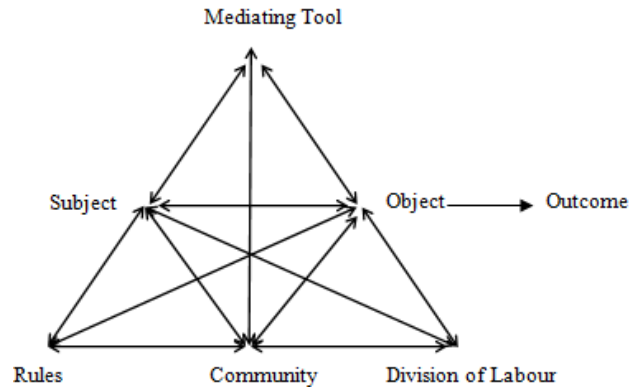 Mediating Tool
Subject
Object
Outcome
Rules
Community
Division of Labour